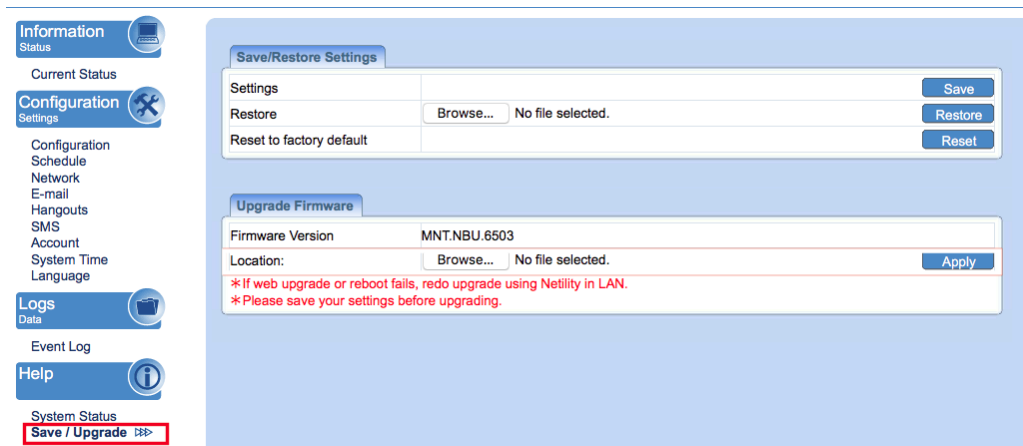 Information
Status
Current Status
Configuration
Settings
Configuration
Schedule
Network
E-mail
Hangouts
SMS
Account
System Time
Language
Logs
Data
Event Log
Help
System Status
Save / Upgrade
Save/Restore Settings
Settings Save
Restore Browse... No file selected. Restore
Reset to factory default Reset
Upgrade Firmware
Firmware Version MNT.NBU.6503
Location: Browse... No file selected. Apply
*If web upgrade or reboot fails, redo upgrade using Netility in LAN.
*Please save your settings before upgrading.